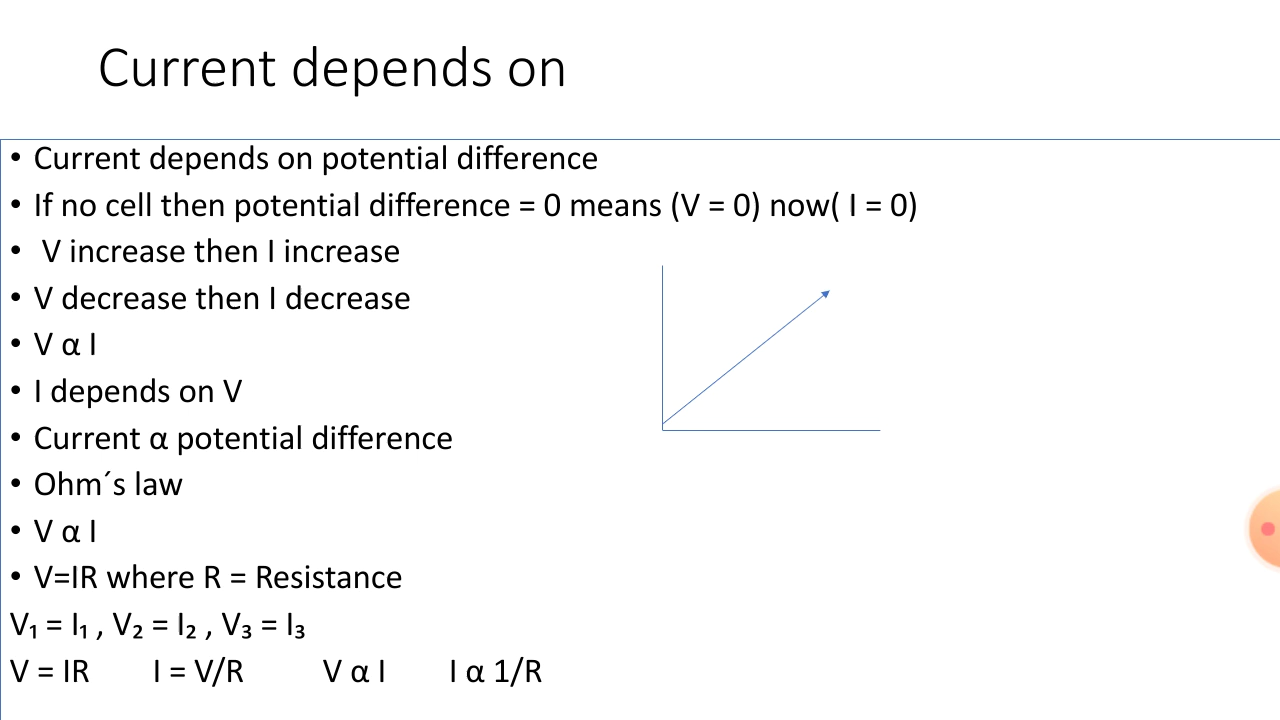 Current depends on
• Current depends on potential difference
• If no cell then potential difference = 0 means (V = 0) now( I = 0)
• V increase then I increase
• V decrease then I decrease
• V α I
• I depends on V
• Current α potential difference
• Ohm´s law
• V α I
• V=IR where R = Resistance
V₁ = I₁ , V₂ = I₂ , V₃ = I₃
V = IR I = V/R V α I I α 1/R